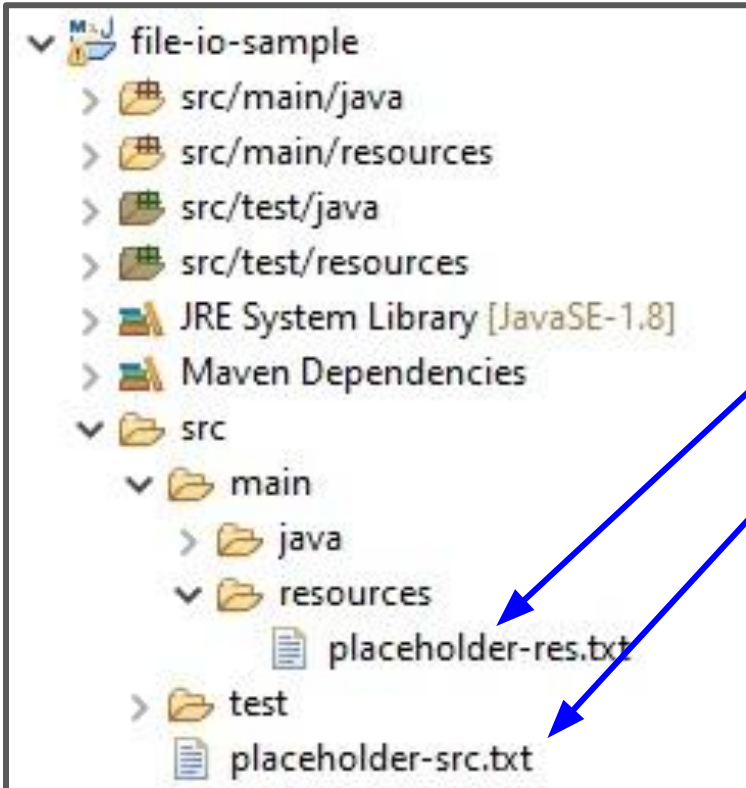 file-io-sample
src/main/java
src/main/resources
src/test/java
src/test/resources
JRE System Library [JavaSE-1.8]
Maven Dependencies
src
main
java
resources
placeholder-res.txt
test
placeholder-src.txt